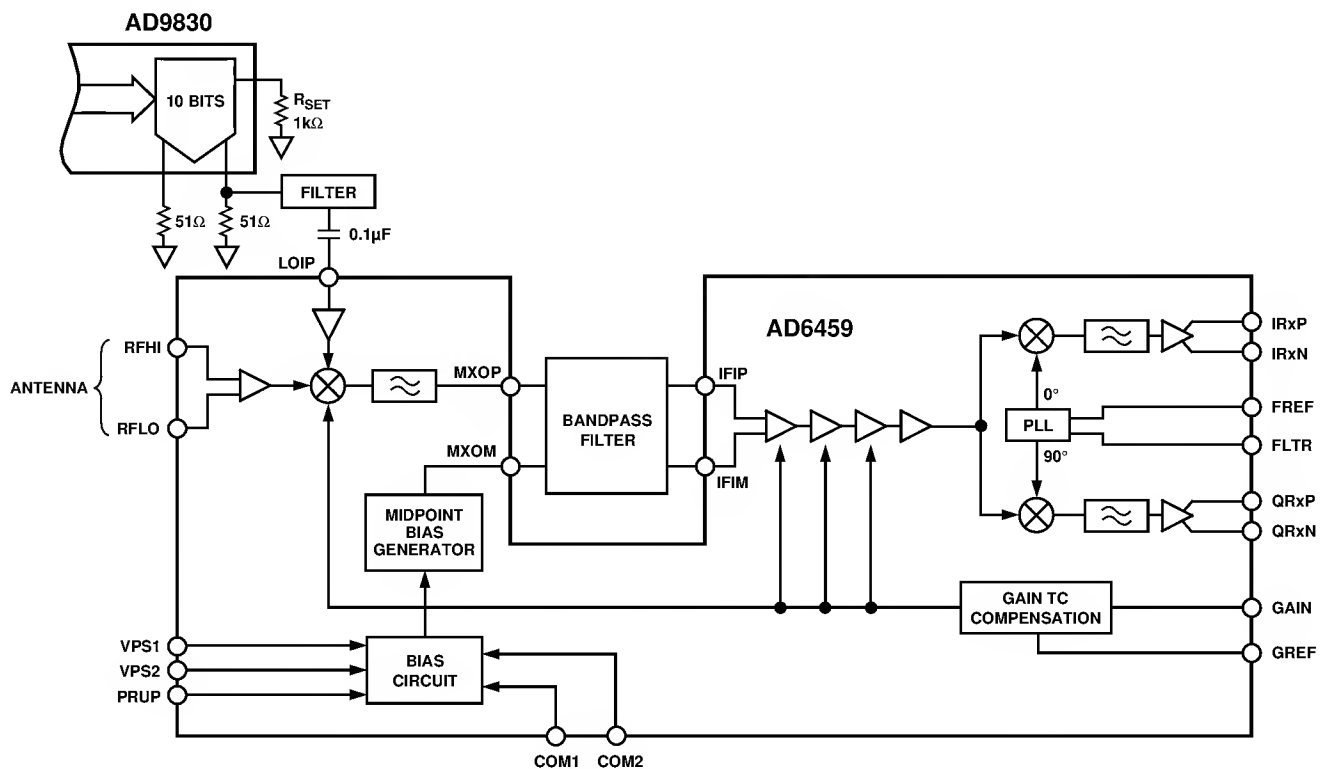 AD9830
10 BITS
RSET
1kΩ
51Ω
51Ω
FILTER
0.1µF
LOIP
AD6459
RFHI
ANTENNA
RFLO
MXOP
MXOM
BANDPASS
FILTER
IFIP
IFIM
0°
PLL
90°
IRxP
IRxN
FREF
FLTR
QRxP
QRxN
MIDPOINT
BIAS
GENERATOR
GAIN TC
COMPENSATION
GAIN
GREF
VPS1
VPS2
PRUP
BIAS
CIRCUIT
COM1
COM2